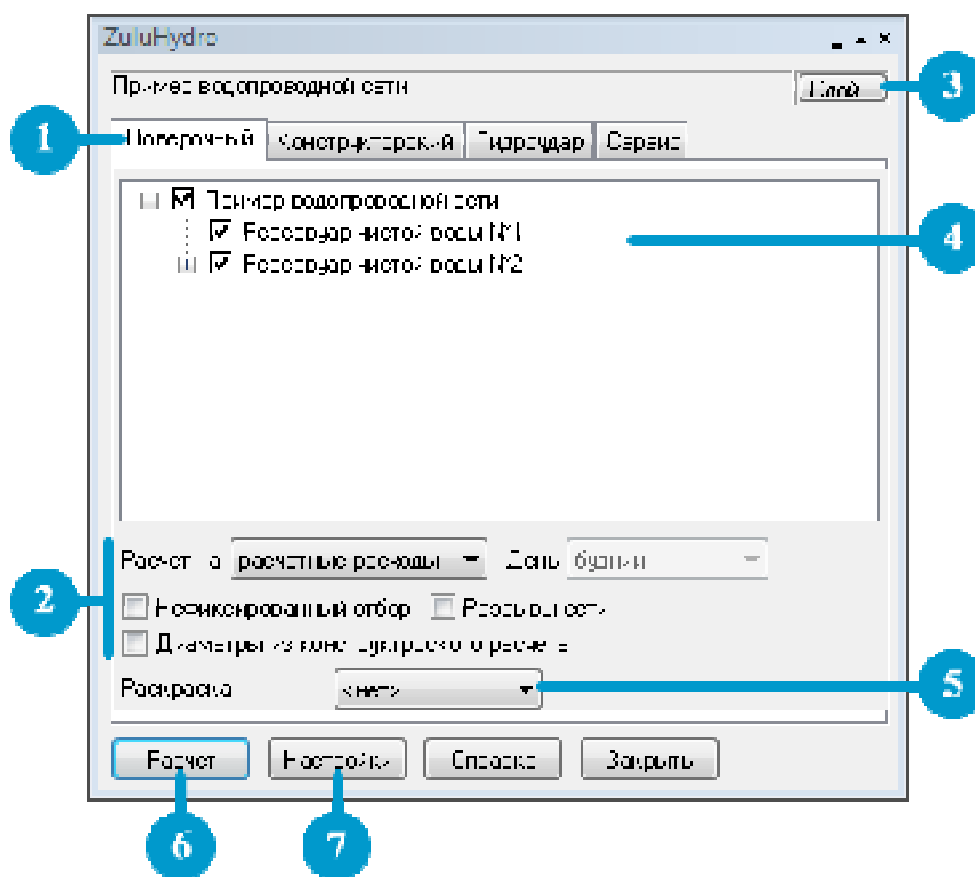 ZuluHydro
Пример водопроводной сети
Слой...
3
1
Поверочный Конструкторский Гидроудар Сервис
Пример водопроводной сети
Резервуар чистой воды №1
4
Резервуар чистой воды №2
Расчет на расчетные расходы День будний
2
Нефиксированный отбор Разрывы сети
Диаметры из конструкторского расчета
Раскраска <нет>
5
Расчет Настройки Справка Закрыть
6 7